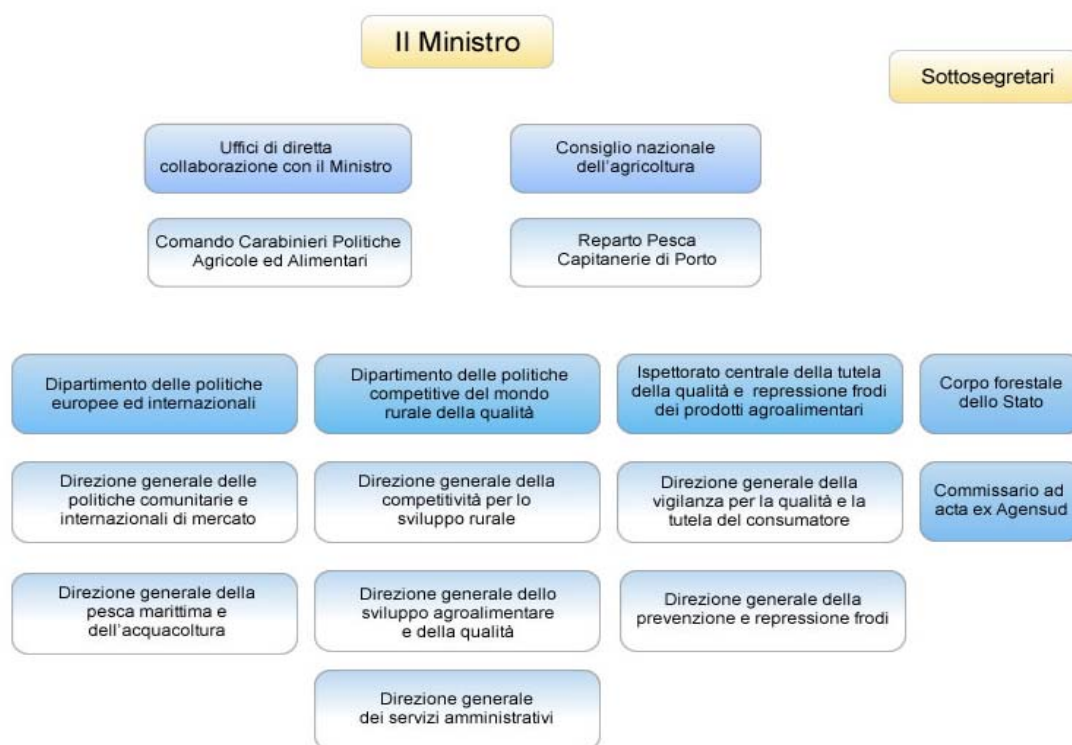 Il Ministro
Sottosegretari
Uffici di diretta
collaborazione con il Ministro
Consiglio nazionale
dell'agricoltura
Comando Carabinieri Politiche
Agricole ed Alimentari
Reparto Pesca
Capitanerie di Porto
Dipartimento delle politiche
europee ed internazionali
Dipartimento delle politiche
competitive del mondo
rurale della qualità
Ispettorato centrale della tutela
della qualità e repressione frodi
dei prodotti agroalimentari
Corpo forestale
dello Stato
Direzione generale delle
politiche comunitarie e
internazionali di mercato
Direzione generale della
competitività per lo
sviluppo rurale
Direzione generale della
vigilanza per la qualità e la
tutela del consumatore
Commissario ad
acta ex Agensud
Direzione generale della
pesca marittima e
dell'acquacoltura
Direzione generale dello
sviluppo agroalimentare
e della qualità
Direzione generale della
prevenzione e repressione frodi
Direzione generale
dei servizi amministrativi